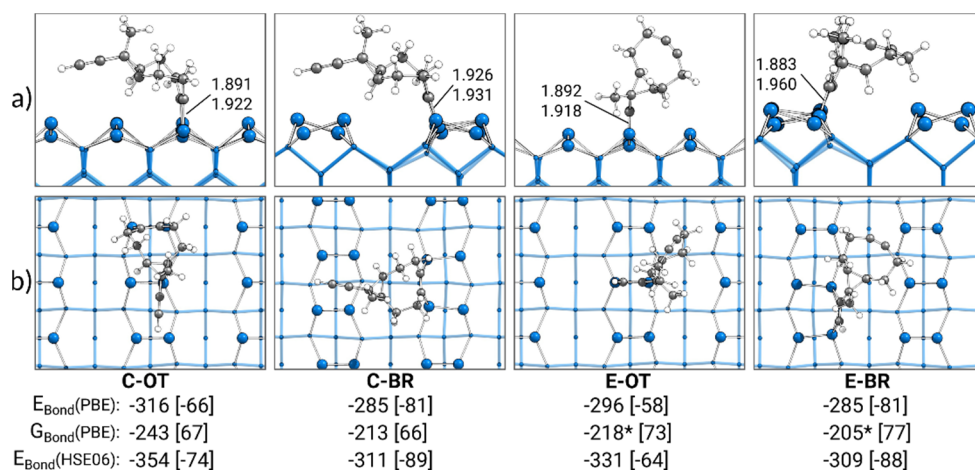 a)
1.891
1.922
1.926
1.931
1.892
1.918
1.883
1.960
b)
C-OT C-BR E-OT E-BR
E_Bond(PBE): -316 [-66] -285 [-81] -296 [-58] -285 [-81]
G_Bond(PBE): -243 [67] -213 [66] -218* [73] -205* [77]
E_Bond(HSE06): -354 [-74] -311 [-89] -331 [-64] -309 [-88]